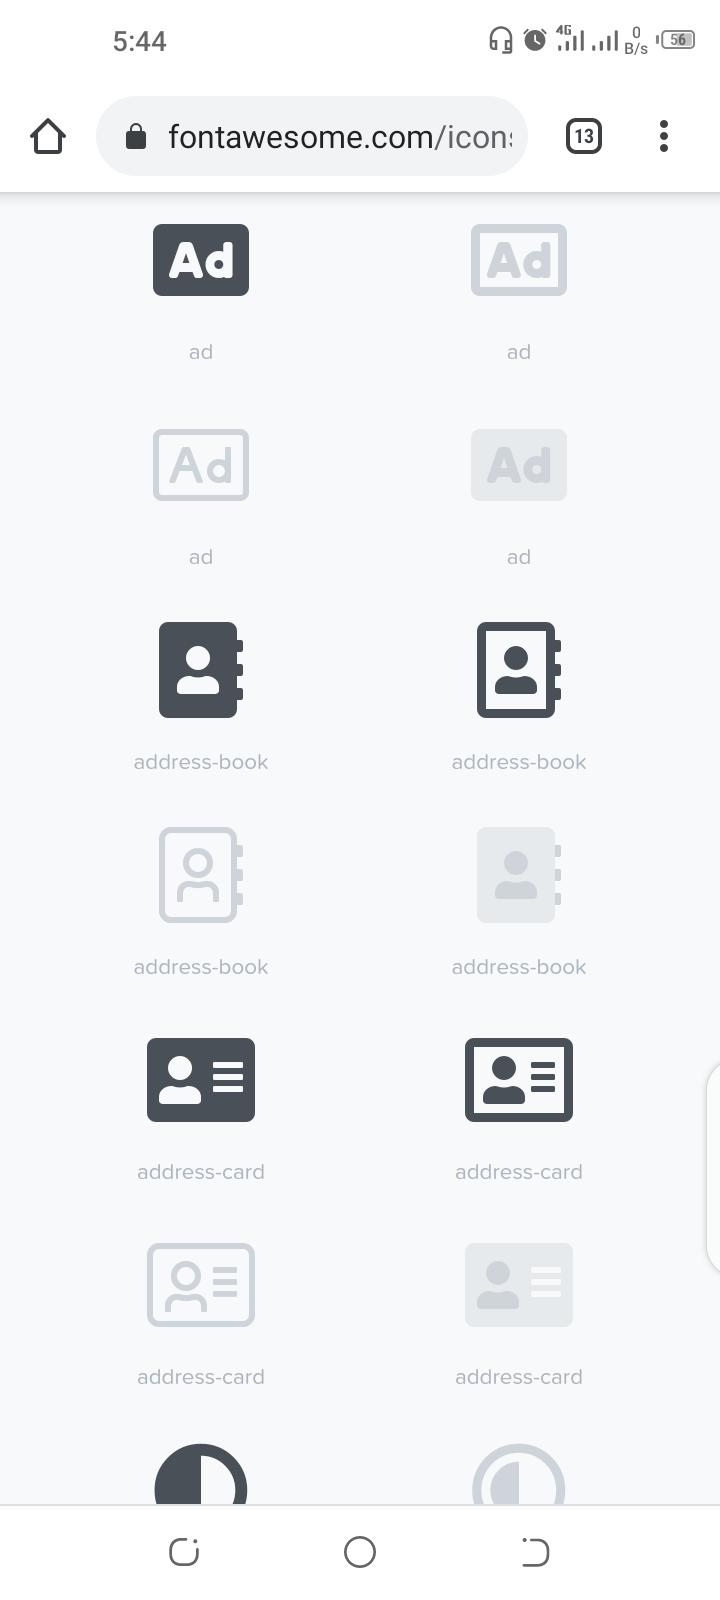 5:44
4G
0
B/s
56
fontawesome.com/icons
13
Ad Ad
ad ad
Ad Ad
ad ad
address-book address-book
address-book address-book
address-card address-card
address-card address-card